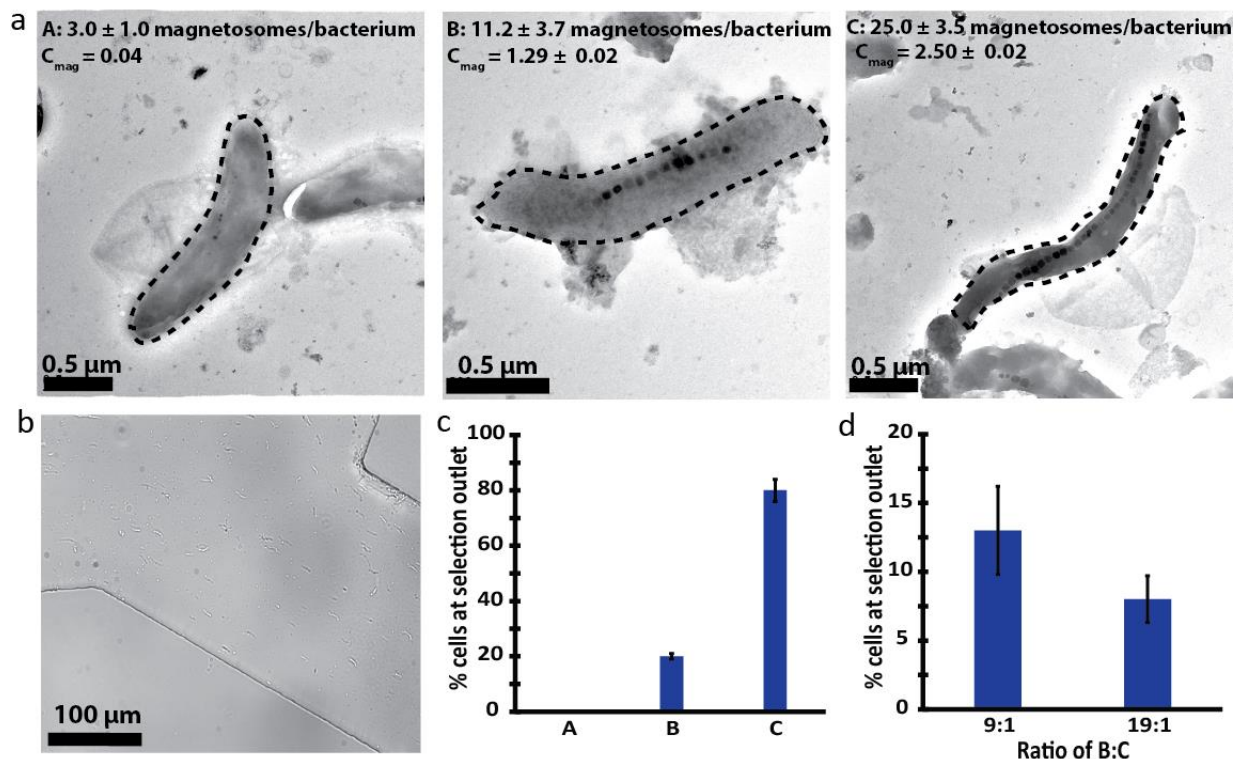 a
A: 3.0 ± 1.0 magnetosomes/bacterium
C_mag = 0.04
0.5 µm
B: 11.2 ± 3.7 magnetosomes/bacterium
C_mag = 1.29 ± 0.02
0.5 µm
C: 25.0 ± 3.5 magnetosomes/bacterium
C_mag = 2.50 ± 0.02
0.5 µm
b
100 µm
c
% cells at selection outlet
100
80
60
40
20
0
A B C
d
% cells at selection outlet
20
15
10
5
0
9:1 19:1
Ratio of B:C